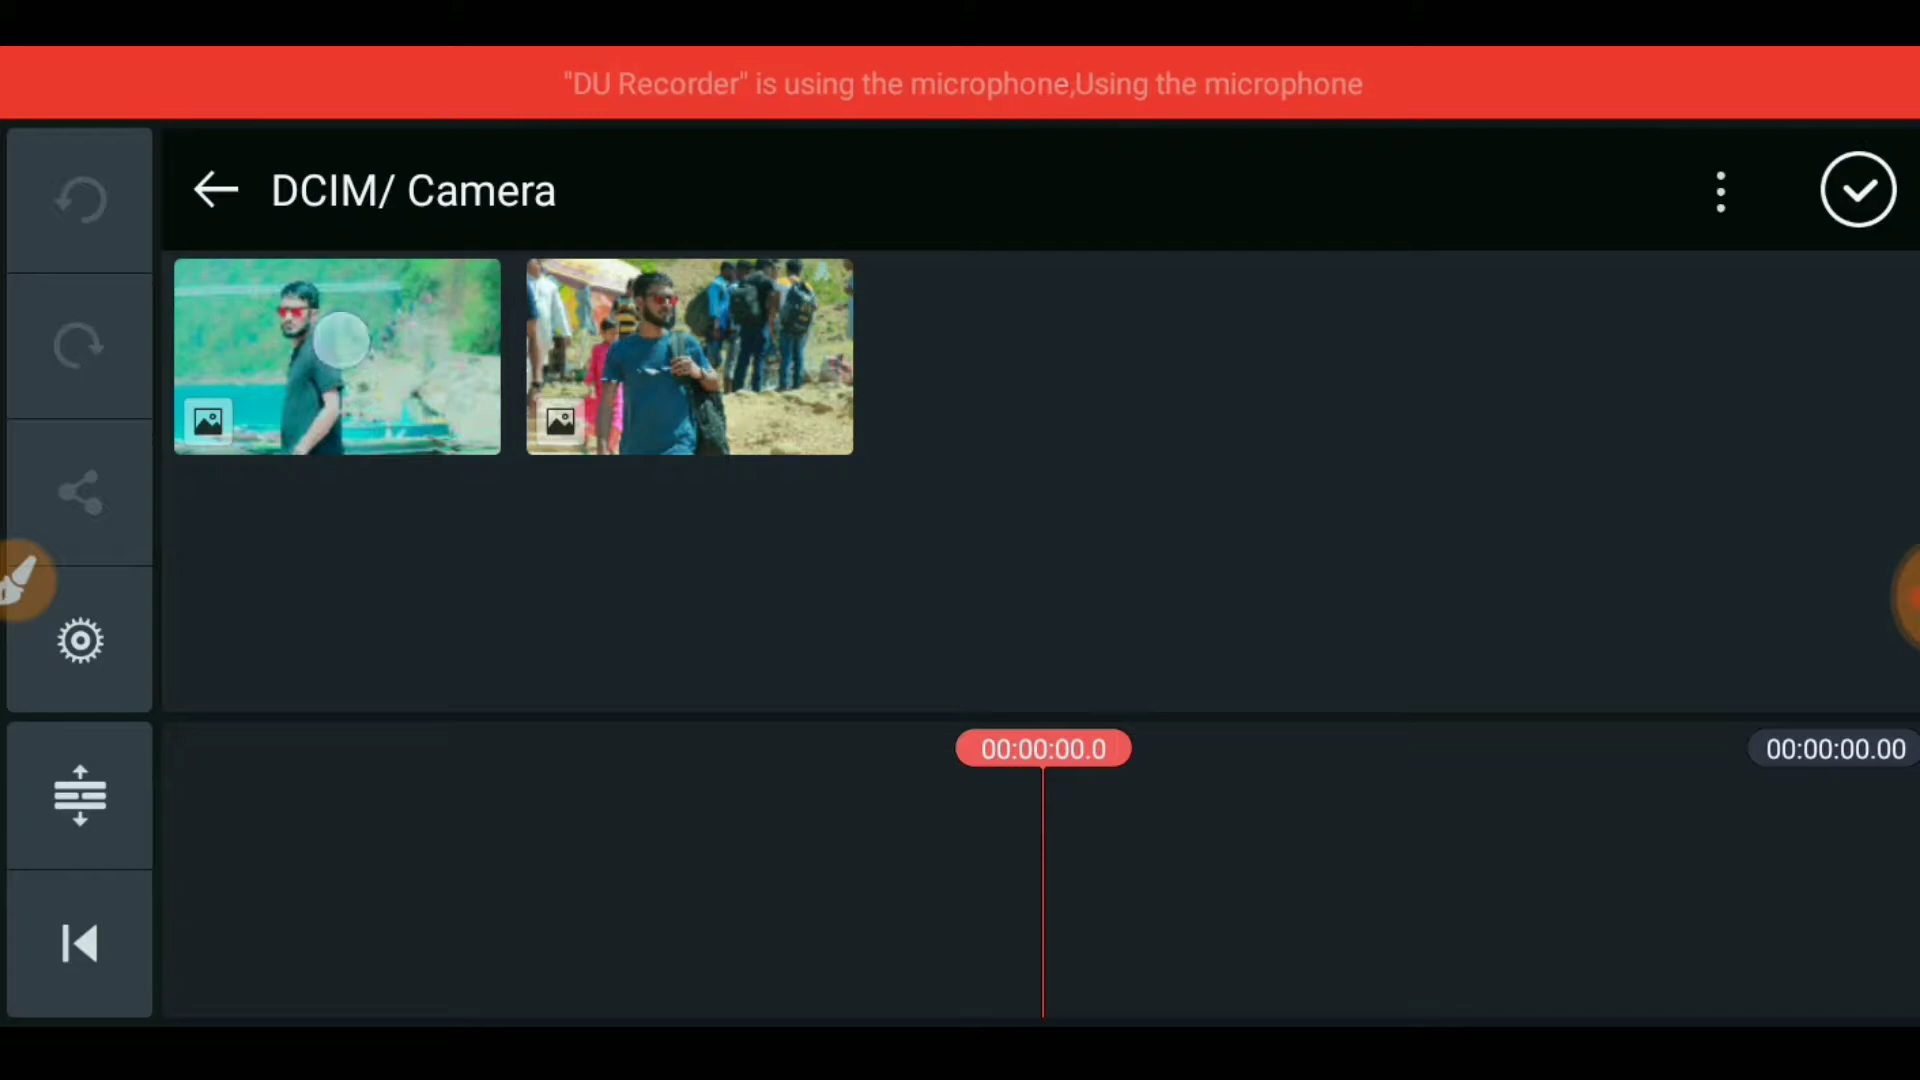 "DU Recorder" is using the microphone,Using the microphone
DCIM/ Camera
00:00:00.0
00:00:00.00